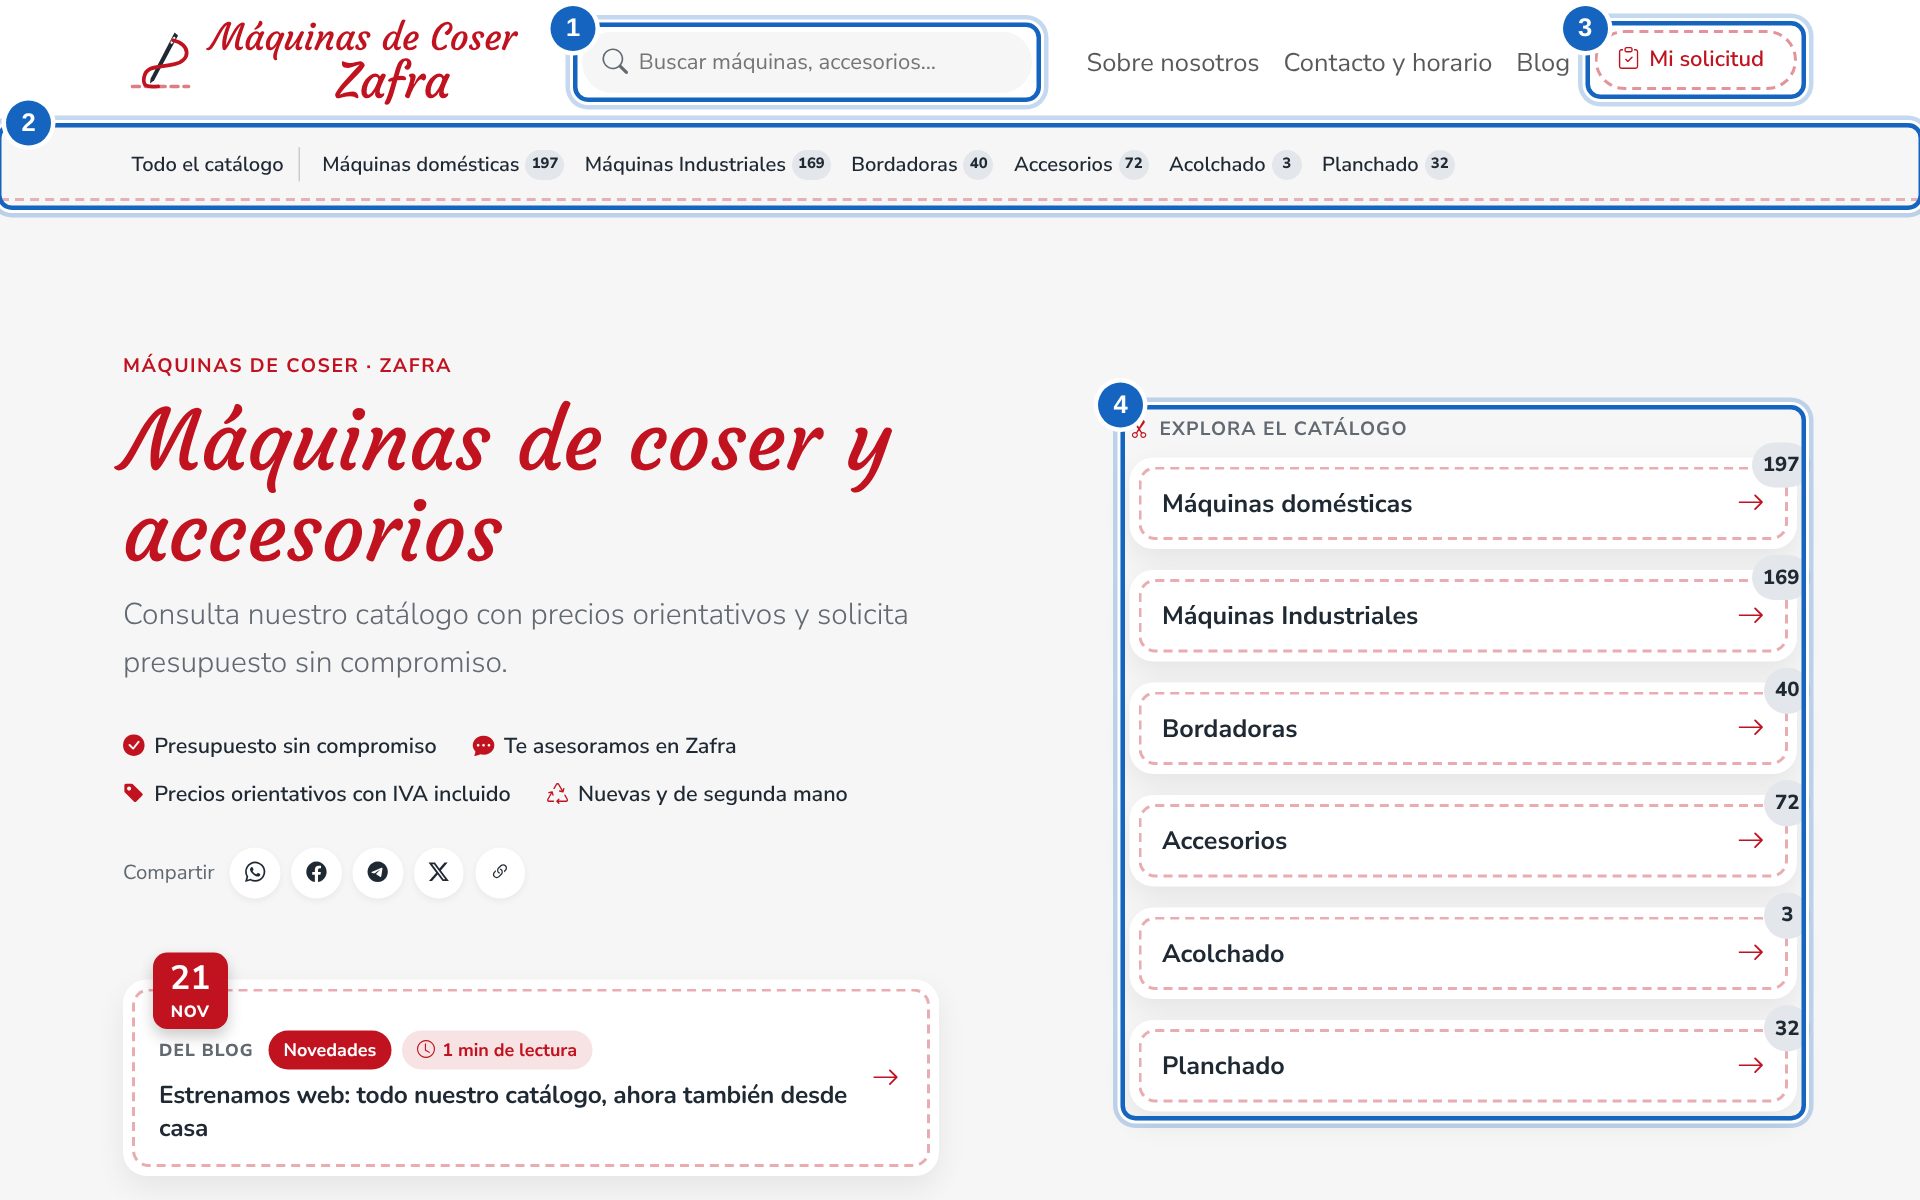 Máquinas de Coser
Zafra
1
Buscar máquinas, accesorios...
Sobre nosotros
Contacto y horario
Blog
3
Mi solicitud
2
Todo el catálogo
Máquinas domésticas 197
Máquinas Industriales 169
Bordadoras 40
Accesorios 72
Acolchado 3
Planchado 32
MÁQUINAS DE COSER · ZAFRA
Máquinas de coser y
accesorios
Consulta nuestro catálogo con precios orientativos y solicita
presupuesto sin compromiso.
Presupuesto sin compromiso
Te asesoramos en Zafra
Precios orientativos con IVA incluido
Nuevas y de segunda mano
Compartir
21
NOV
DEL BLOG
Novedades
1 min de lectura
Estrenamos web: todo nuestro catálogo, ahora también desde
casa
4
EXPLORA EL CATÁLOGO
197
Máquinas domésticas
169
Máquinas Industriales
40
Bordadoras
72
Accesorios
3
Acolchado
32
Planchado